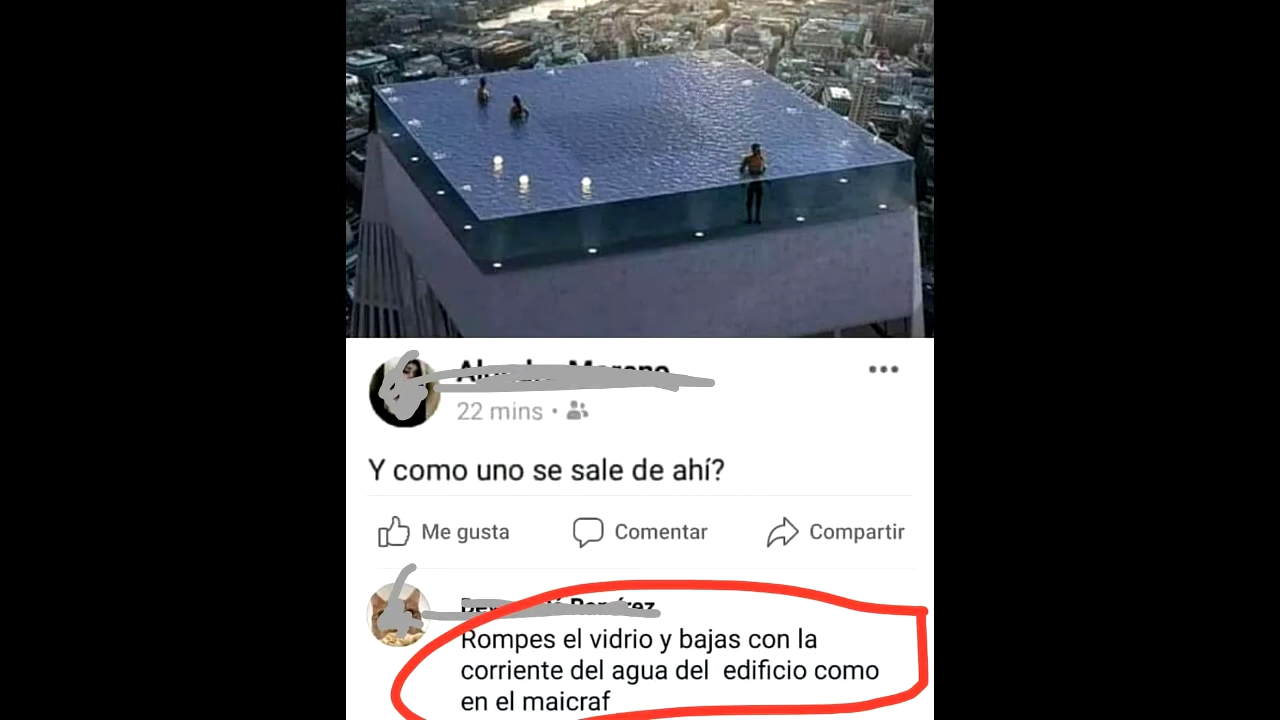 22 mins •
Y como uno se sale de ahí?
Me gusta
Comentar
Compartir
Rompes el vidrio y bajas con la
corriente del agua del edificio como
en el maicraf